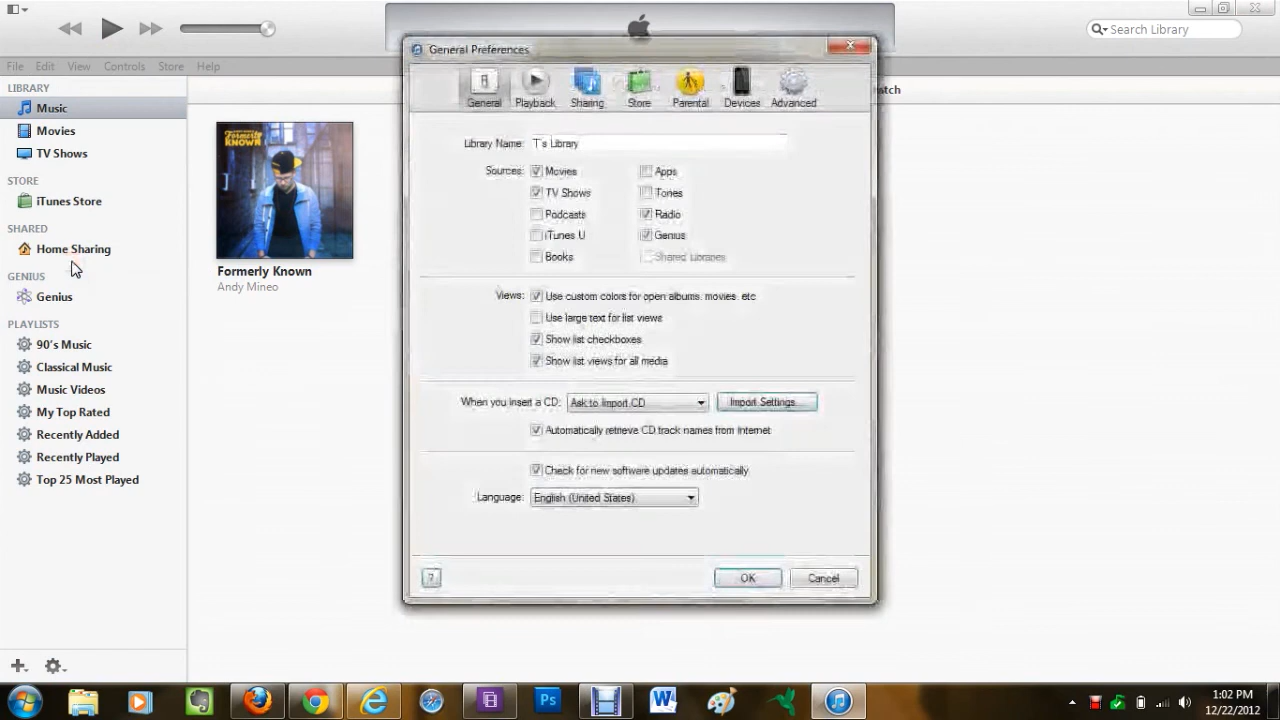 General Preferences
Search Library
File Edit View Controls Store Help
LIBRARY
Music
Movies
TV Shows
STORE
iTunes Store
SHARED
Home Sharing
GENIUS
Genius
PLAYLISTS
90's Music
Classical Music
Music Videos
My Top Rated
Recently Added
Recently Played
Top 25 Most Played
Formerly Known
Andy Mineo
General Playback Sharing Store Parental Devices Advanced
Library Name: T's Library
Sources: Movies Apps
TV Shows Tones
Podcasts Radio
iTunes U Genius
Books Shared Libraries
Views: Use custom colors for open albums, movies, etc
Use large text for list views
Show list checkboxes
Show list views for all media
When you insert a CD: Ask to Import CD Import Settings...
Automatically retrieve CD track names from Internet
Check for new software updates automatically
Language: English (United States)
? OK Cancel
Ps
W
1:02 PM
12/22/2012